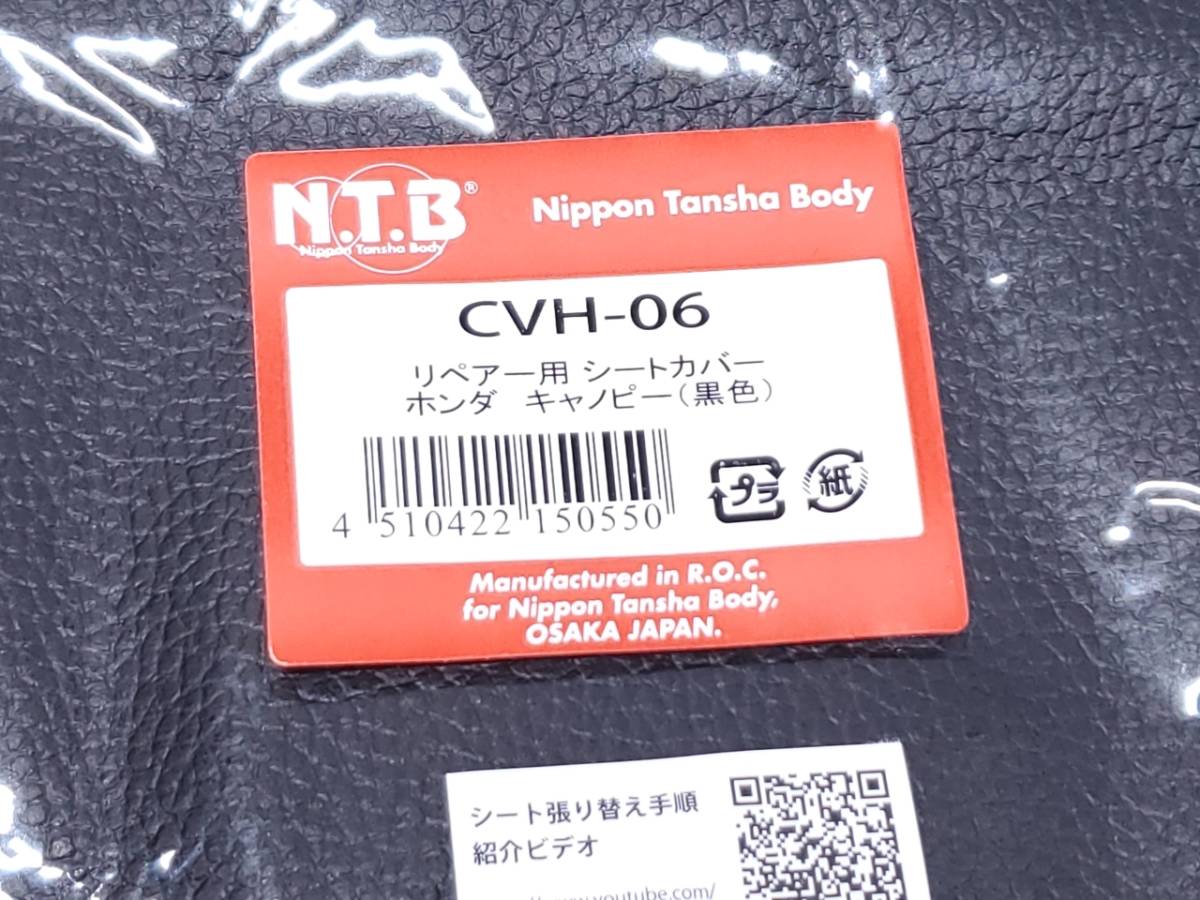 N.T.B®
Nippon Tansha Body
Nippon Tansha Body
CVH-06
リペアー用 シートカバー
ホンダ キャノピー(黒色)
4 510422 150550
プラ
紙
Manufactured in R.O.C.
for Nippon Tansha Body,
OSAKA JAPAN.
シート張り替え手順
紹介ビデオ
//www.youtube.com/